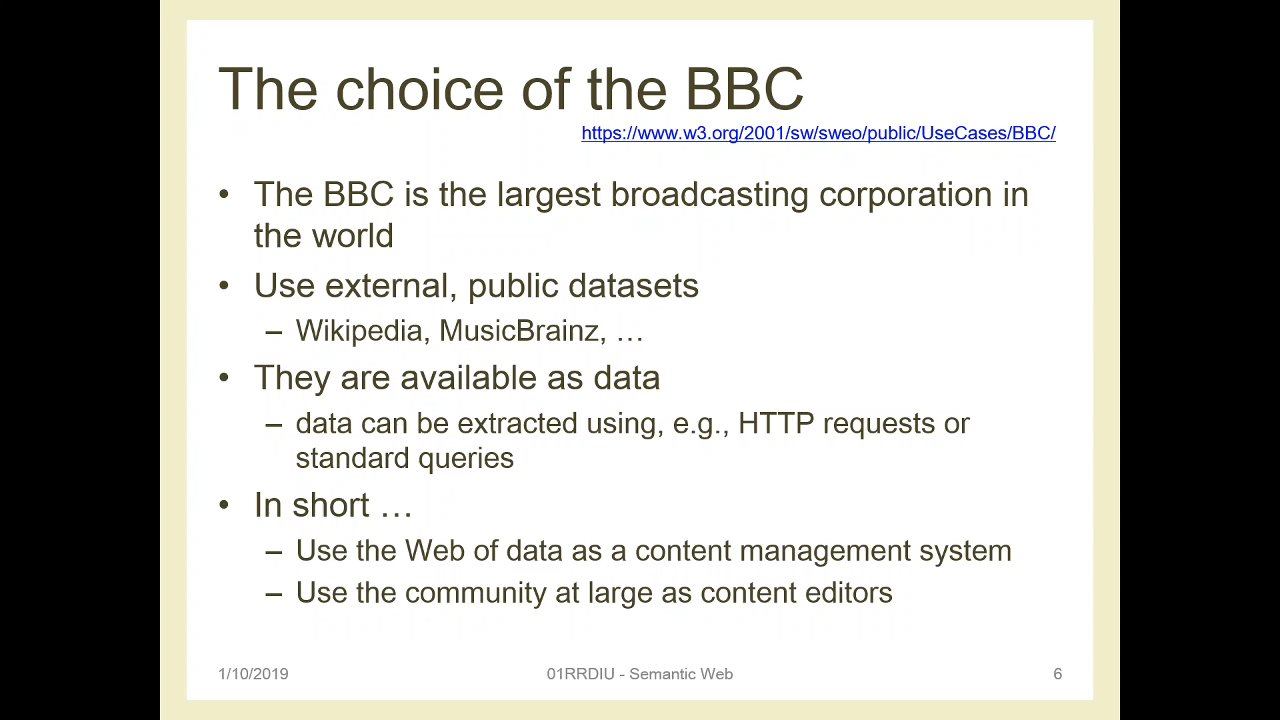 The choice of the BBC
https://www.w3.org/2001/sw/sweo/public/UseCases/BBC/
• The BBC is the largest broadcasting corporation in
the world
• Use external, public datasets
– Wikipedia, MusicBrainz, …
• They are available as data
– data can be extracted using, e.g., HTTP requests or
standard queries
• In short …
– Use the Web of data as a content management system
– Use the community at large as content editors
1/10/2019 01RRDIU - Semantic Web 6